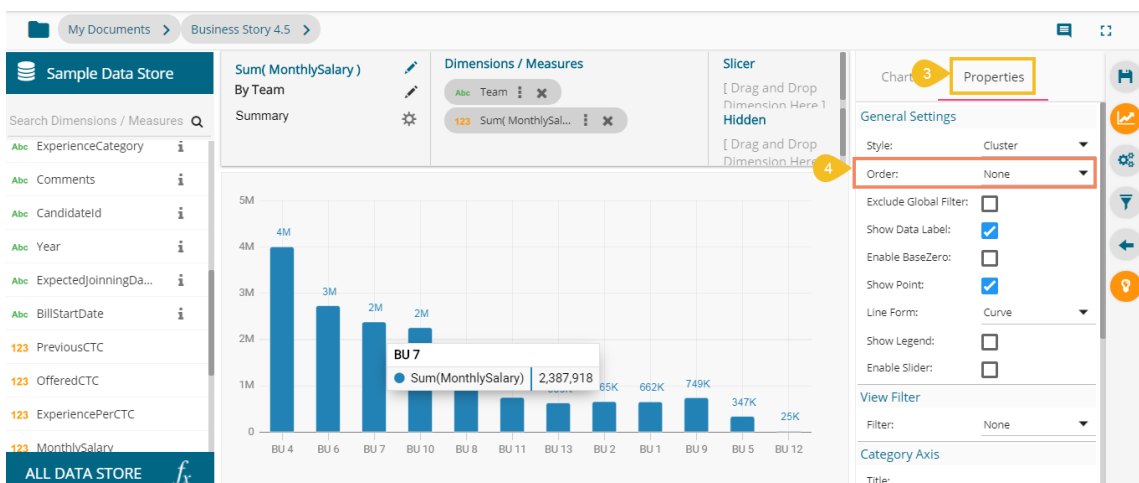 My Documents
Business Story 4.5
Sample Data Store
Search Dimensions / Measures
Abc ExperienceCategory i
Abc Comments i
Abc CandidateId i
Abc Year i
Abc ExpectedJoinningDa... i
Abc BillStartDate i
123 PreviousCTC
123 OfferedCTC
123 ExperiencePerCTC
123 MonthlySalary
ALL DATA STORE fx
Sum( MonthlySalary )
By Team
Summary
Dimensions / Measures
Abc Team
123 Sum( MonthlySal...
Slicer
[ Drag and Drop
Dimension Here ]
Hidden
[ Drag and Drop
Dimension Here
5M
4M
3M
2M
1M
0
4M
3M
2M
2M
662K
749K
347K
25K
BU 7
Sum(MonthlySalary) 2,387,918
BU 4 BU 6 BU 7 BU 10 BU 8 BU 11 BU 13 BU 2 BU 1 BU 9 BU 5 BU 12
3
Properties
General Settings
Style: Cluster
4
Order: None
Exclude Global Filter:
Show Data Label:
Enable BaseZero:
Show Point:
Line Form: Curve
Show Legend:
Enable Slider:
View Filter
Filter: None
Category Axis
Title: